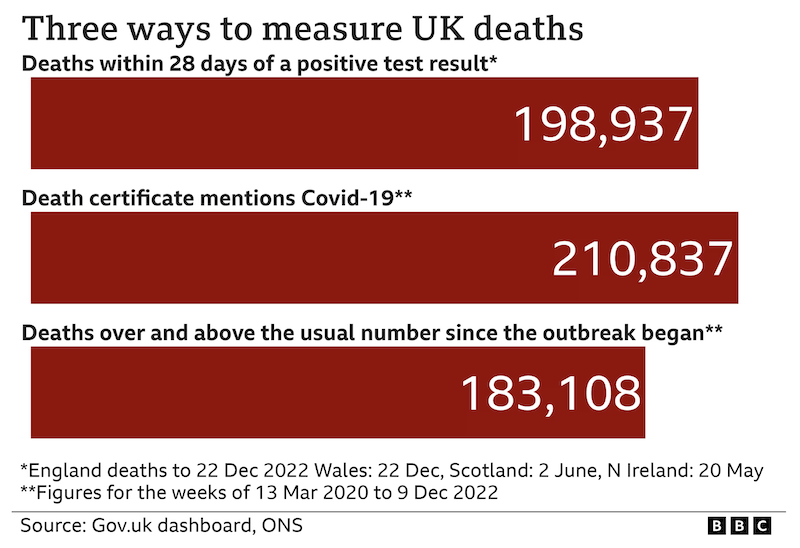 Three ways to measure UK deaths
Deaths within 28 days of a positive test result*
198,937
Death certificate mentions Covid-19**
210,837
Deaths over and above the usual number since the outbreak began**
183,108
*England deaths to 22 Dec 2022 Wales: 22 Dec, Scotland: 2 June, N Ireland: 20 May
**Figures for the weeks of 13 Mar 2020 to 9 Dec 2022
Source: Gov.uk dashboard, ONS
BBC